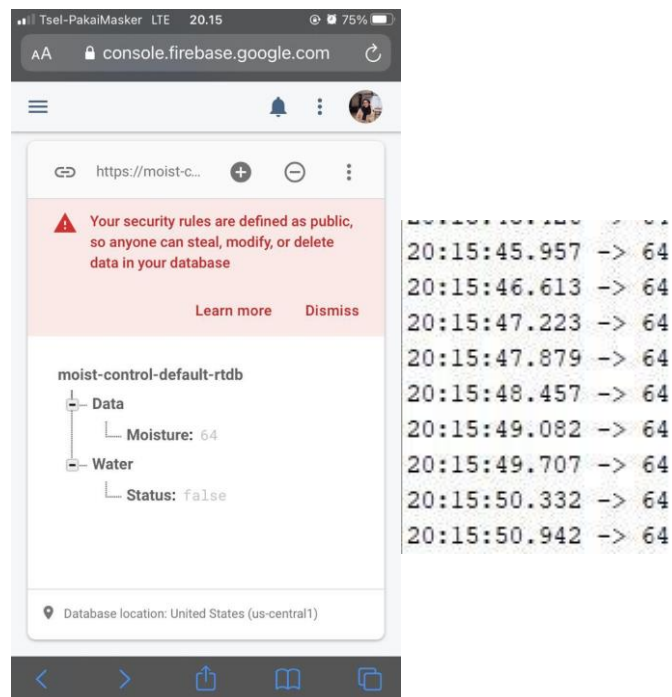 Tsel-PakaiMasker LTE 20.15 75%
AA console.firebase.google.com
https://moist-c...
Your security rules are defined as public,
so anyone can steal, modify, or delete
data in your database
Learn more Dismiss
moist-control-default-rtdb
Data
Moisture: 64
Water
Status: false
Database location: United States (us-central1)
20:15:45.957 -> 64
20:15:46.613 -> 64
20:15:47.223 -> 64
20:15:47.879 -> 64
20:15:48.457 -> 64
20:15:49.082 -> 64
20:15:49.707 -> 64
20:15:50.332 -> 64
20:15:50.942 -> 64